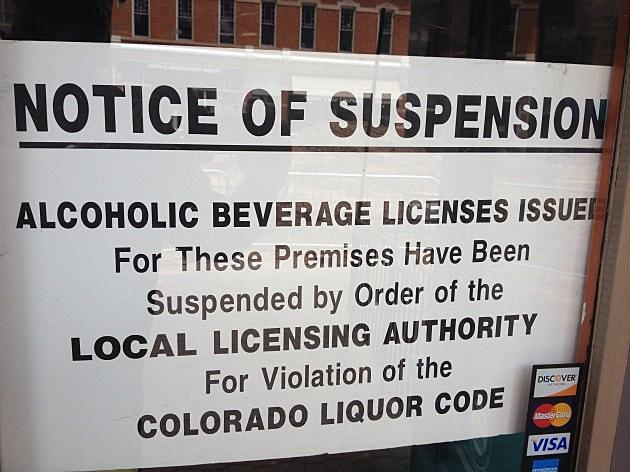 NOTICE OF SUSPENSION
ALCOHOLIC BEVERAGE LICENSES ISSUED
For These Premises Have Been
Suspended by Order of the
LOCAL LICENSING AUTHORITY
For Violation of the
COLORADO LIQUOR CODE
DISCOVER
MasterCard
VISA